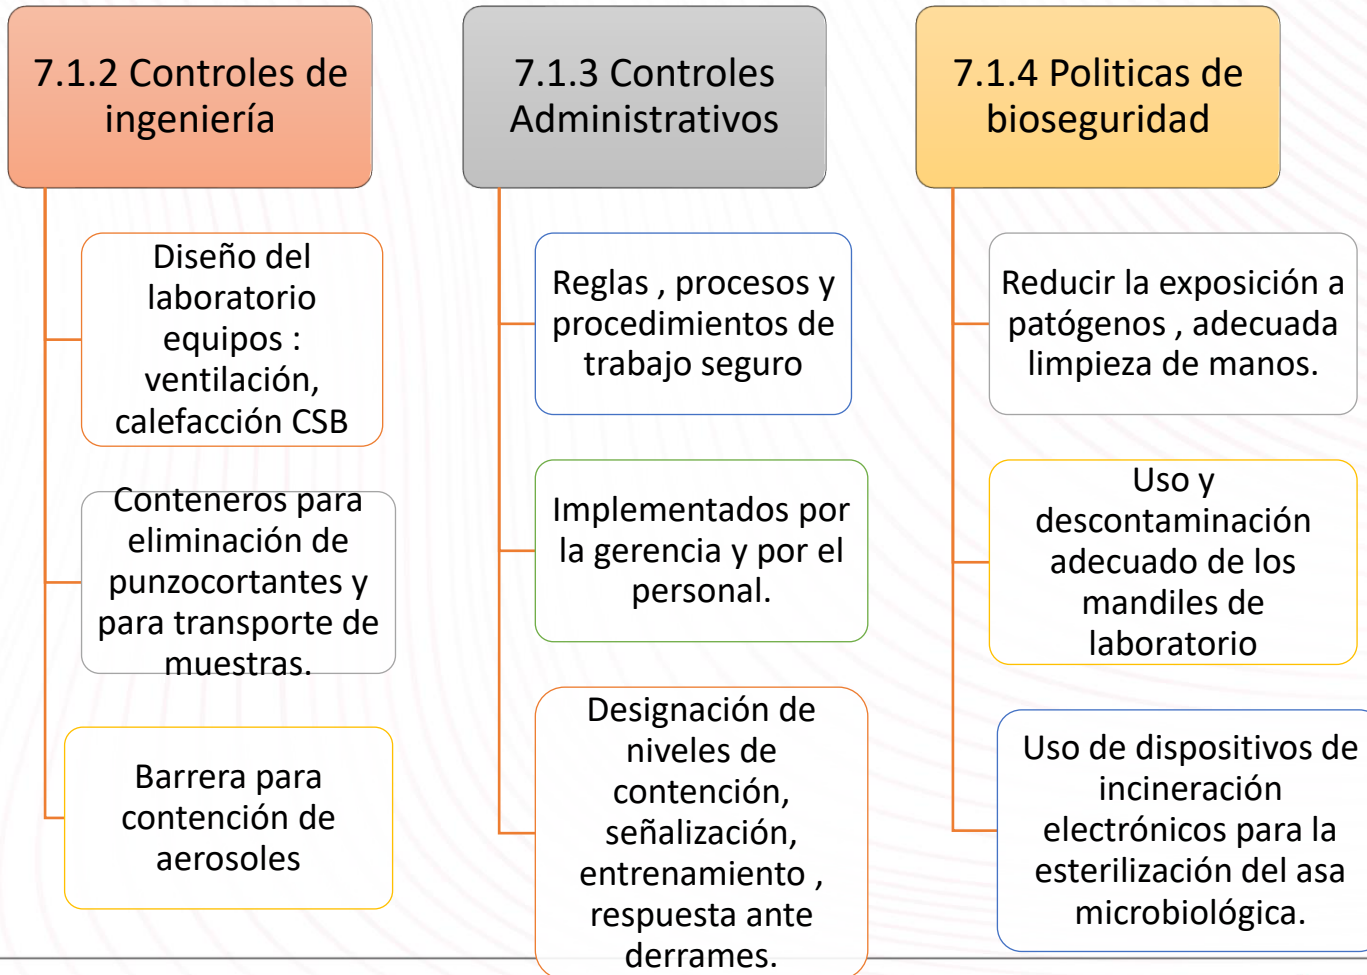 7.1.2 Controles de
ingeniería
Diseño del
laboratorio
equipos :
ventilación,
calefacción CSB
Conteneros para
eliminación de
punzocortantes y
para transporte de
muestras.
Barrera para
contención de
aerosoles
7.1.3 Controles
Administrativos
Reglas , procesos y
procedimientos de
trabajo seguro
Implementados por
la gerencia y por el
personal.
Designación de
niveles de
contención,
señalización,
entrenamiento ,
respuesta ante
derrames.
7.1.4 Politicas de
bioseguridad
Reducir la exposición a
patógenos , adecuada
limpieza de manos.
Uso y
descontaminación
adecuado de los
mandiles de
laboratorio
Uso de dispositivos de
incineración
electrónicos para la
esterilización del asa
microbiológica.